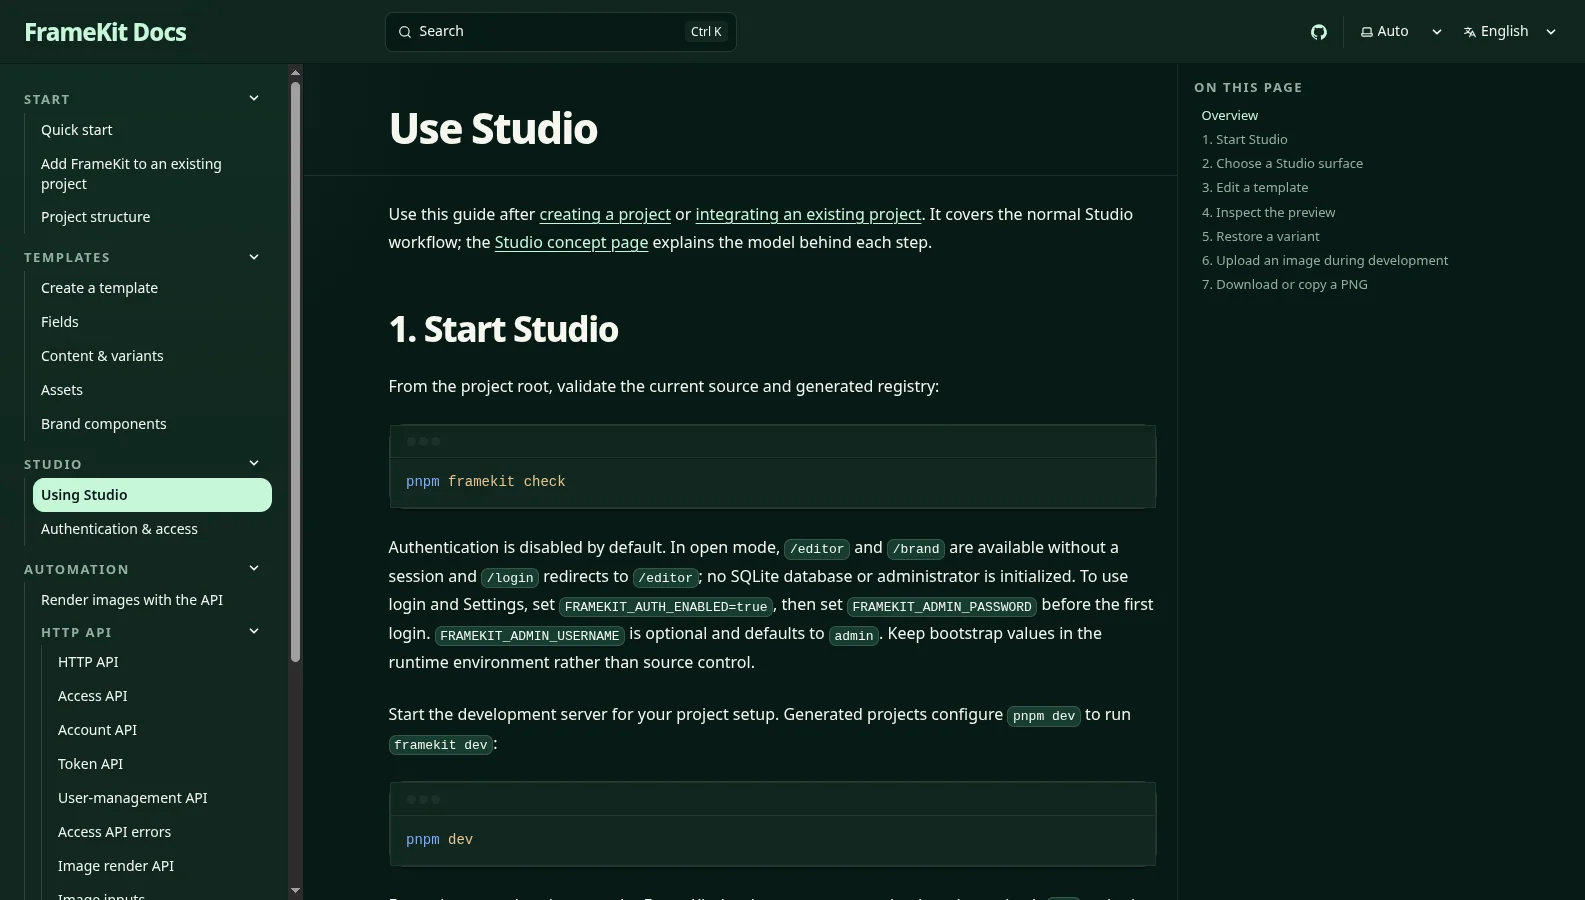 FrameKit Docs
Search
Ctrl K
Auto
English
START
Quick start
Add FrameKit to an existing
project
Project structure
TEMPLATES
Create a template
Fields
Content & variants
Assets
Brand components
STUDIO
Using Studio
Authentication & access
AUTOMATION
Render images with the API
HTTP API
HTTP API
Access API
Account API
Token API
User-management API
Access API errors
Image render API
Image inputs
Use Studio
Use this guide after creating a project or integrating an existing project. It covers the normal Studio
workflow; the Studio concept page explains the model behind each step.
1. Start Studio
From the project root, validate the current source and generated registry:
pnpm framekit check
Authentication is disabled by default. In open mode, /editor and /brand are available without a
session and /login redirects to /editor; no SQLite database or administrator is initialized. To use
login and Settings, set FRAMEKIT_AUTH_ENABLED=true, then set FRAMEKIT_ADMIN_PASSWORD before the first
login. FRAMEKIT_ADMIN_USERNAME is optional and defaults to admin. Keep bootstrap values in the
runtime environment rather than source control.
Start the development server for your project setup. Generated projects configure pnpm dev to run
framekit dev:
pnpm dev
ON THIS PAGE
Overview
1. Start Studio
2. Choose a Studio surface
3. Edit a template
4. Inspect the preview
5. Restore a variant
6. Upload an image during development
7. Download or copy a PNG